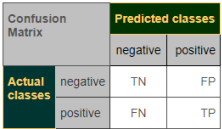 Confusion Matrix
Predicted classes
negative positive
Actual classes
negative TN FP
positive FN TP